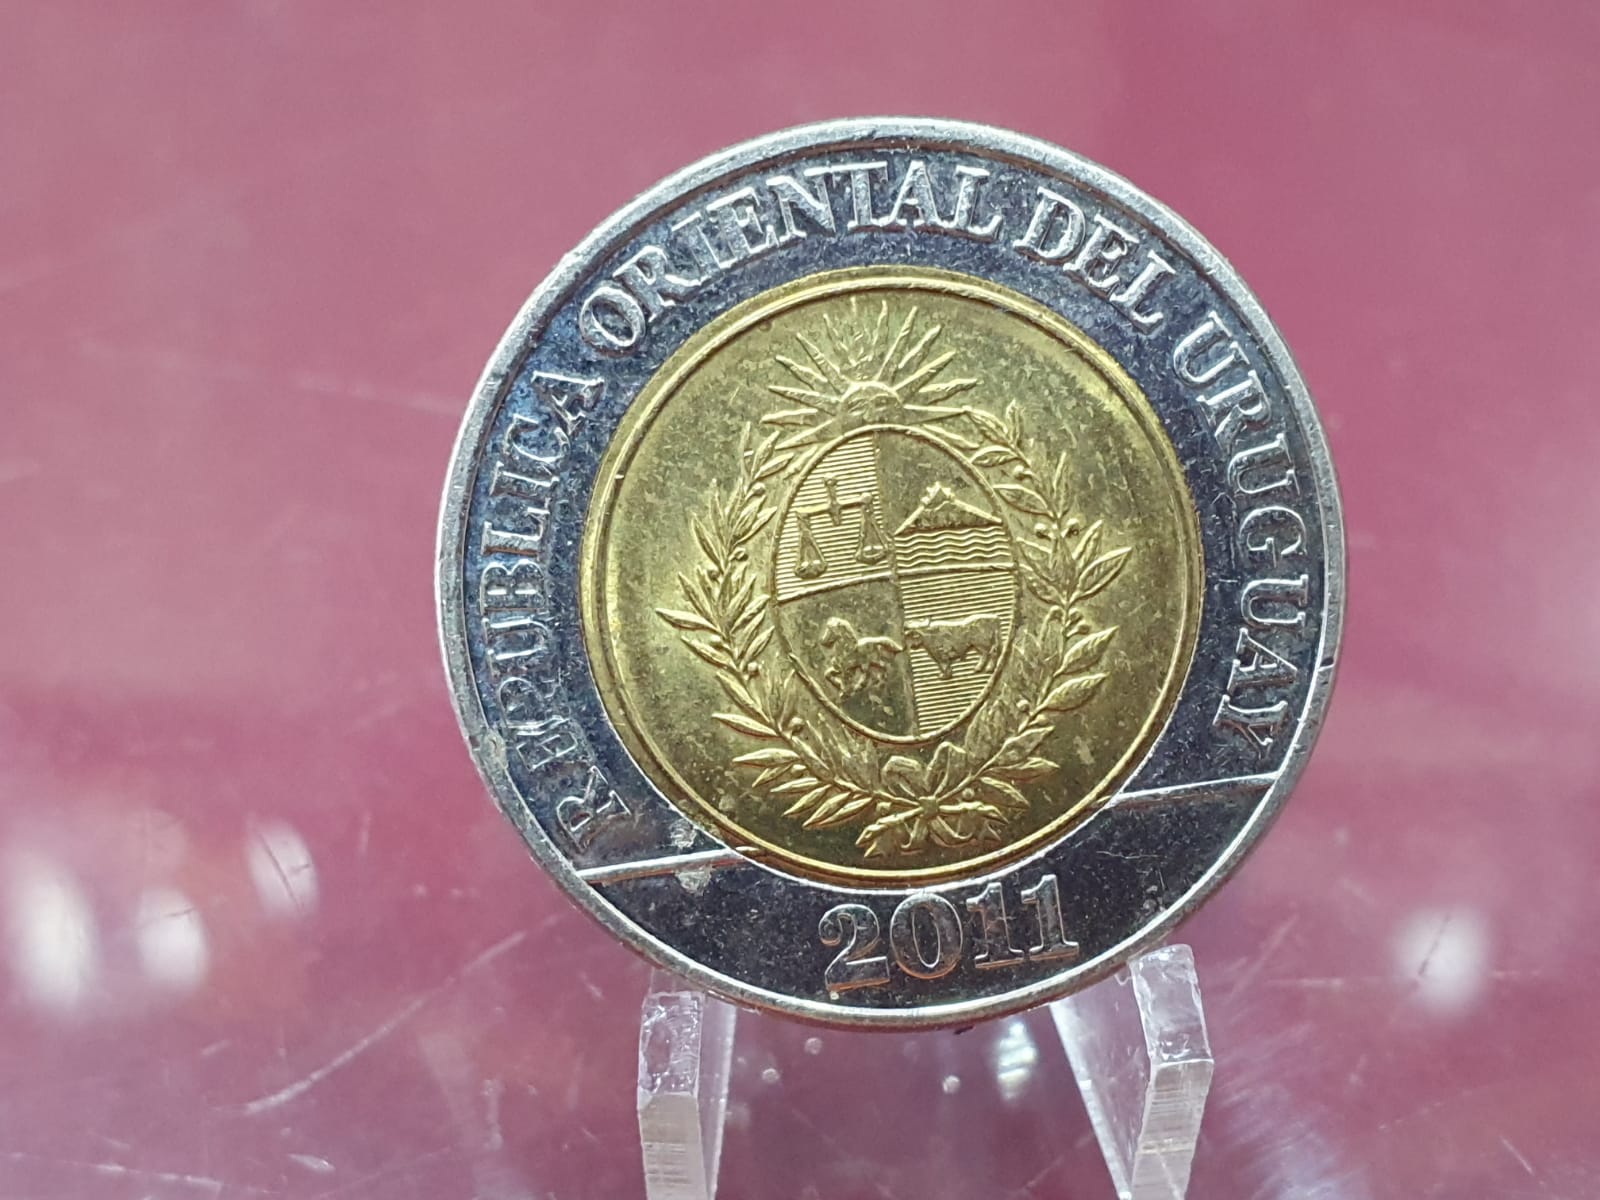 REPUBLICA ORIENTAL DEL URUGUAY
2011